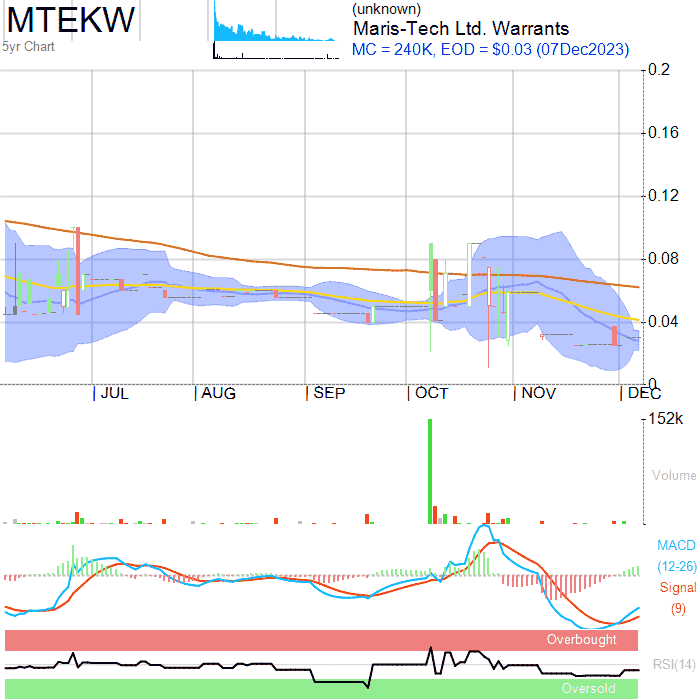 MTEKW
5yr Chart
(unknown)
Maris-Tech Ltd. Warrants
MC = 240K, EOD = $0.03 (07Dec2023)
0.2
0.16
0.12
0.08
0.04
0
JUL AUG SEP OCT NOV DEC
152k
Volume
MACD
(12-26)
Signal
(9)
Overbought
RSI(14)
Oversold